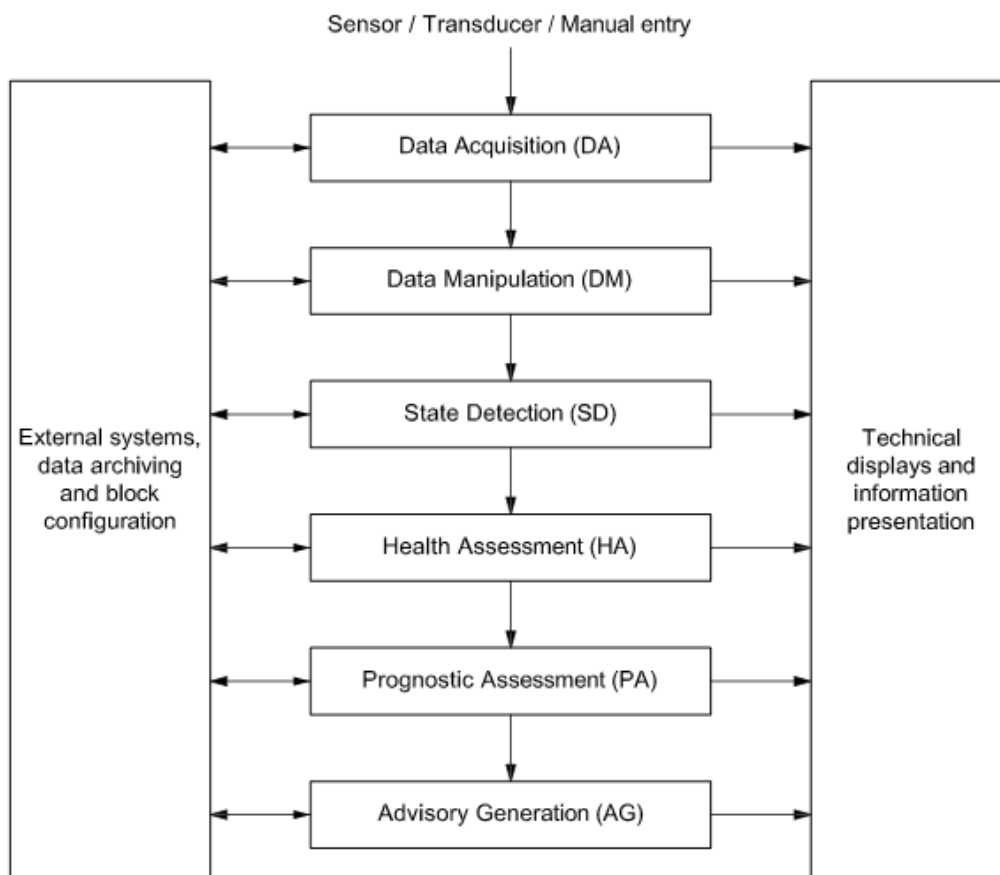 Sensor / Transducer / Manual entry
Data Acquisition (DA)
Data Manipulation (DM)
State Detection (SD)
External systems,
data archiving
and block
configuration
Technical
displays and
information
presentation
Health Assessment (HA)
Prognostic Assessment (PA)
Advisory Generation (AG)